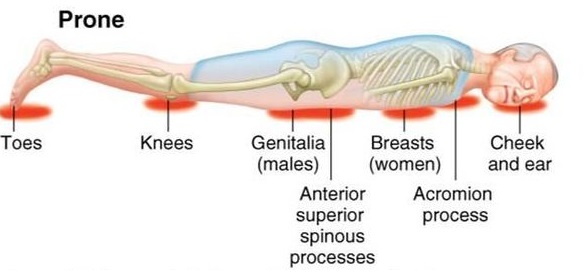 Prone
Toes
Knees
Genitalia
(males)
Anterior
superior
spinous
processes
Breasts
(women)
Acromion
process
Cheek
and ear